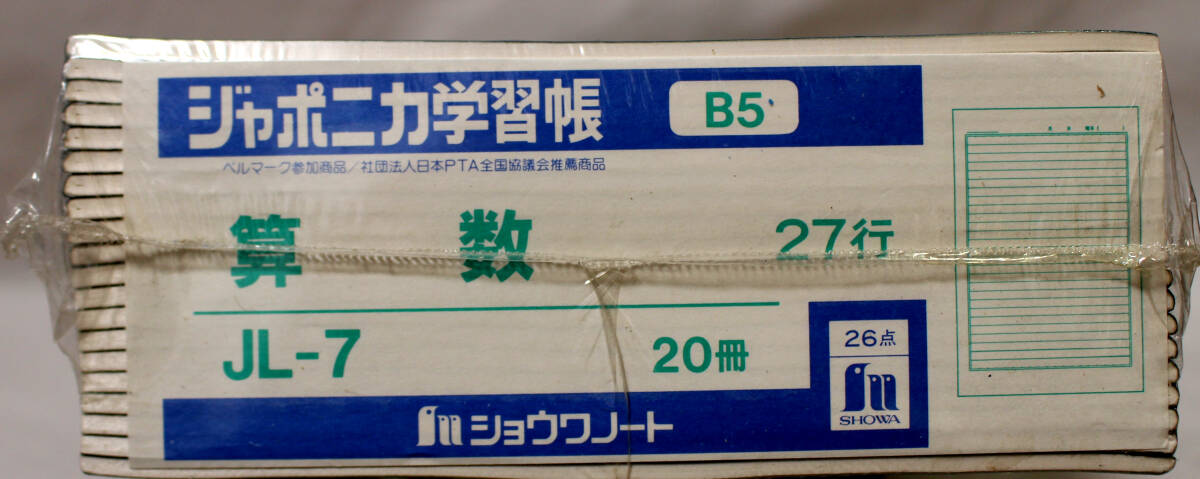 ジャポニカ学習帳 B5
ベルマーク参加商品/社団法人日本PTA全国協議会推薦商品
算 数 27行
JL-7 20冊
26点
SHOWA
ショウワノート